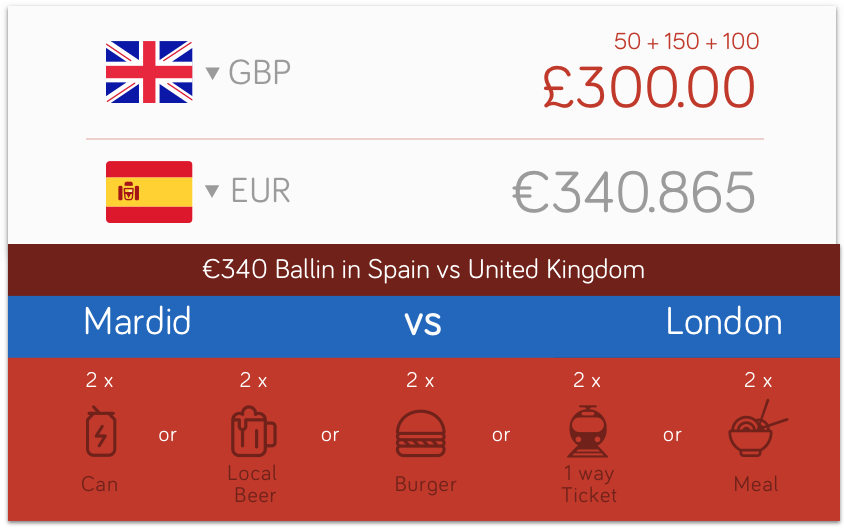 50 + 150 + 100
GBP £300.00
EUR €340.865
€340 Ballin in Spain vs United Kingdom
Mardid vs London
2 x 2 x 2 x 2 x 2 x
or or or or
Can Local Beer Burger 1 way Ticket Meal